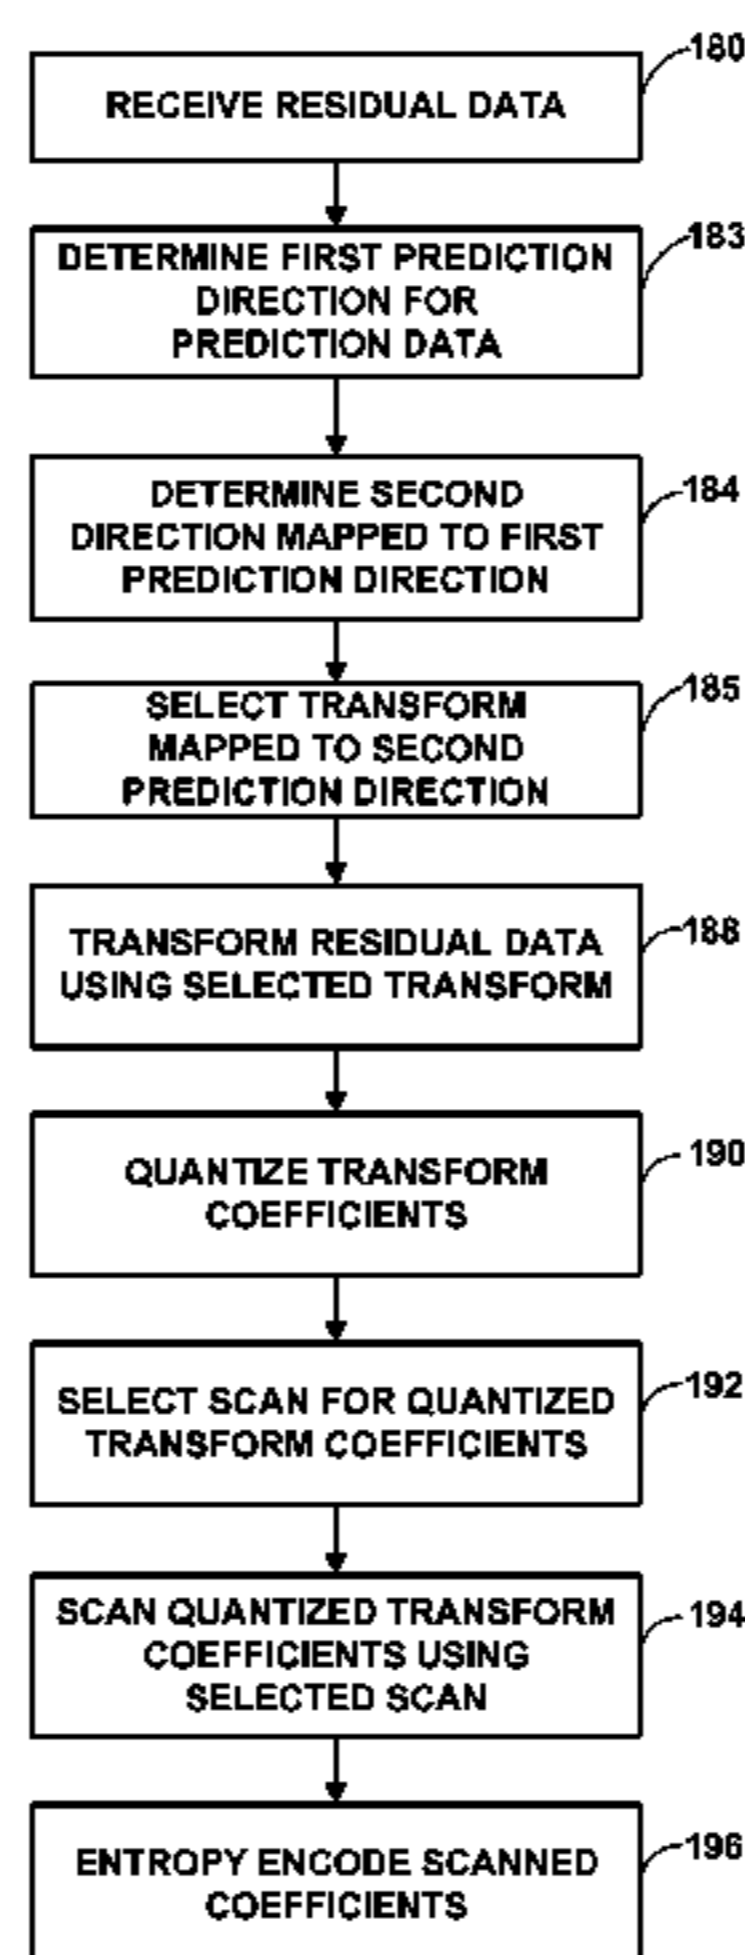 180
RECEIVE RESIDUAL DATA
183
DETERMINE FIRST PREDICTION
DIRECTION FOR
PREDICTION DATA
184
DETERMINE SECOND
DIRECTION MAPPED TO FIRST
PREDICTION DIRECTION
185
SELECT TRANSFORM
MAPPED TO SECOND
PREDICTION DIRECTION
188
TRANSFORM RESIDUAL DATA
USING SELECTED TRANSFORM
190
QUANTIZE TRANSFORM
COEFFICIENTS
192
SELECT SCAN FOR QUANTIZED
TRANSFORM COEFFICIENTS
194
SCAN QUANTIZED TRANSFORM
COEFFICIENTS USING
SELECTED SCAN
196
ENTROPY ENCODE SCANNED
COEFFICIENTS